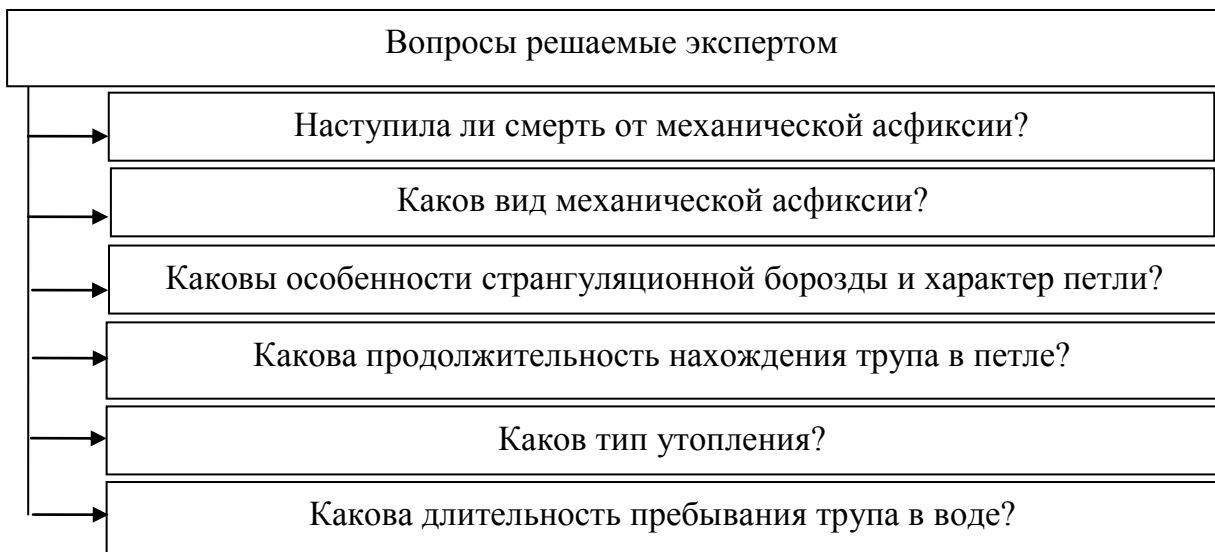 Вопросы решаемые экспертом
Наступила ли смерть от механической асфиксии?
Каков вид механической асфиксии?
Каковы особенности странгуляционной борозды и характер петли?
Какова продолжительность нахождения трупа в петле?
Каков тип утопления?
Какова длительность пребывания трупа в воде?